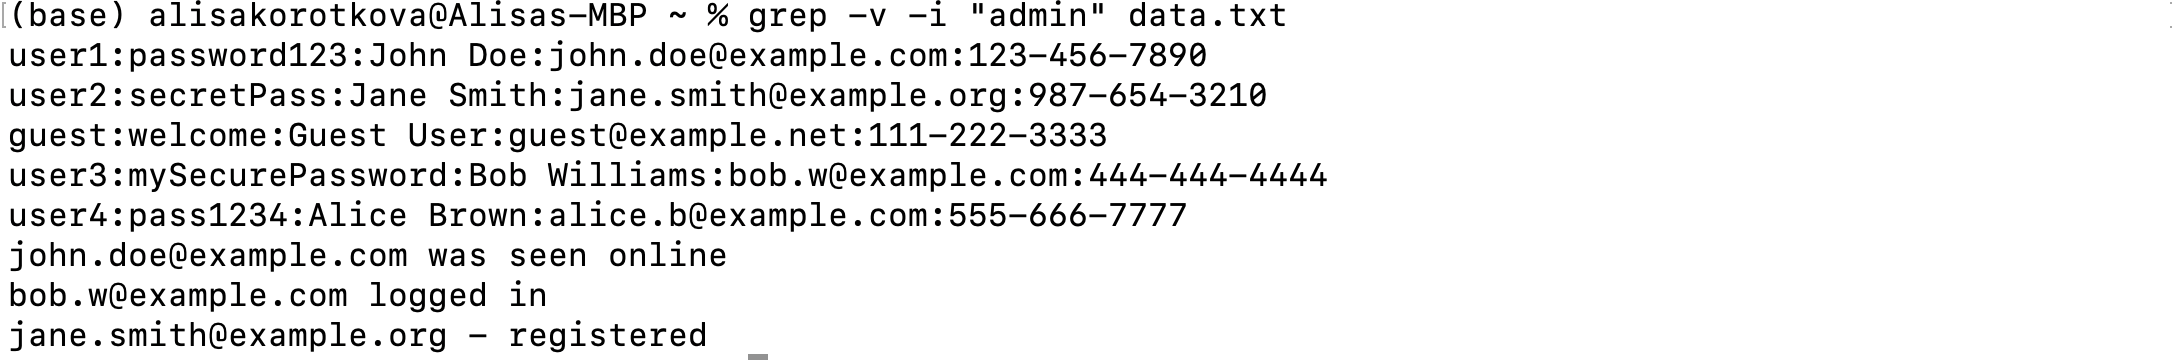 (base) alisakorotkova@Alisas-MBP ~ % grep -v -i "admin" data.txt
user1:password123:John Doe:john.doe@example.com:123-456-7890
user2:secretPass:Jane Smith:jane.smith@example.org:987-654-3210
guest:welcome:Guest User:guest@example.net:111-222-3333
user3:mySecurePassword:Bob Williams:bob.w@example.com:444-444-4444
user4:pass1234:Alice Brown:alice.b@example.com:555-666-7777
john.doe@example.com was seen online
bob.w@example.com logged in
jane.smith@example.org - registered